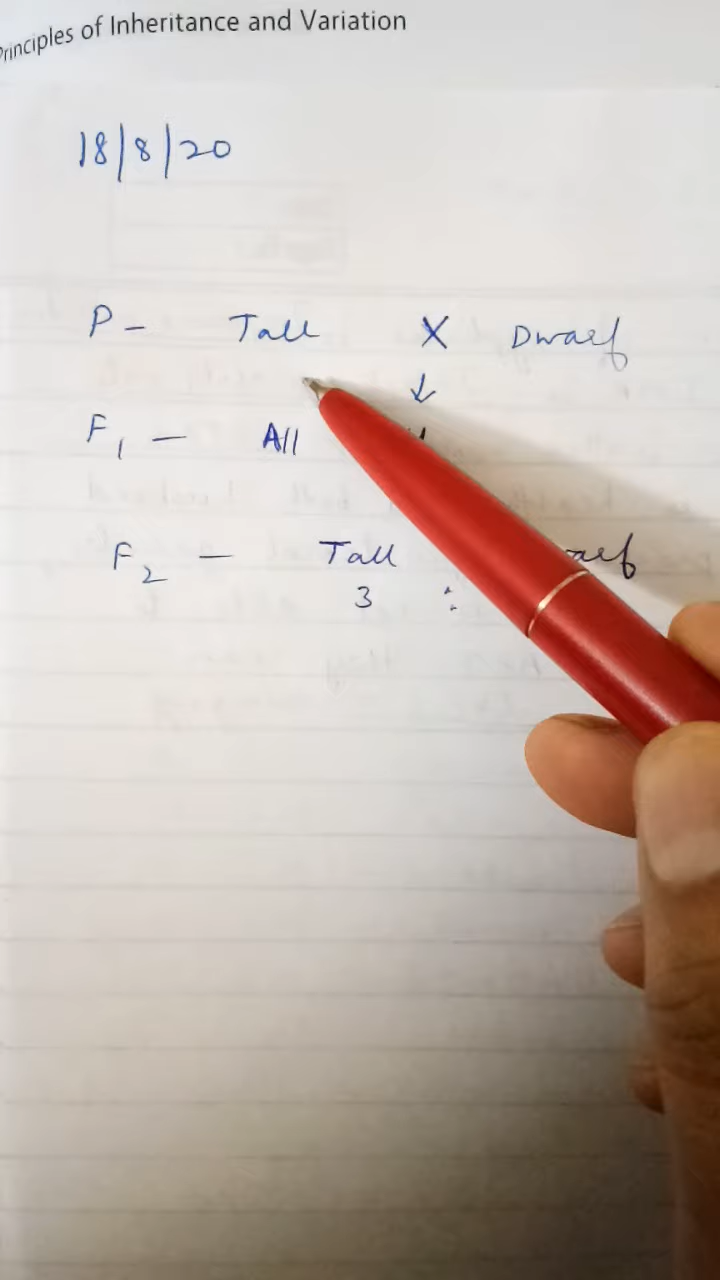 Principles of Inheritance and Variation
18/8/20
P - Tall X Dwarf
↓
F1 - All
F2 - Tall
3 :